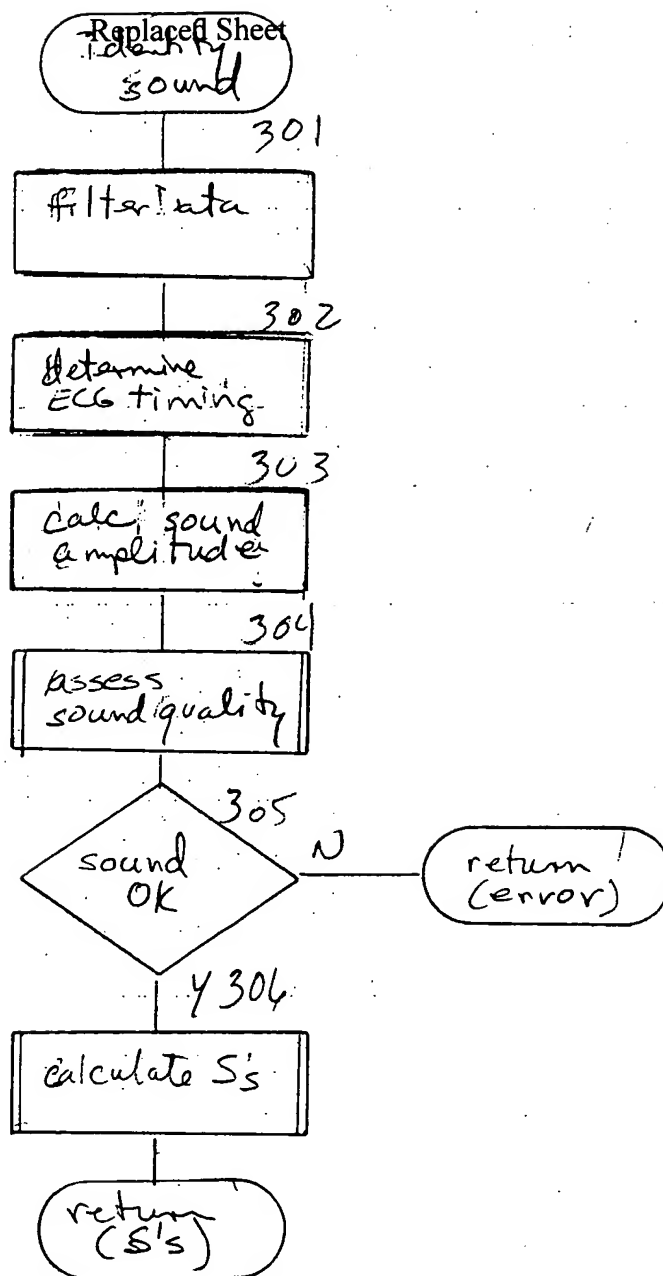 Replaced Sheet
Identify
sound
301
filter data
302
determine
ECG timing
303
calc sound
amplitude
304
assess
sound quality
305
sound
OK
N
return
(error)
Y 306
calculate S's
return
(S's)